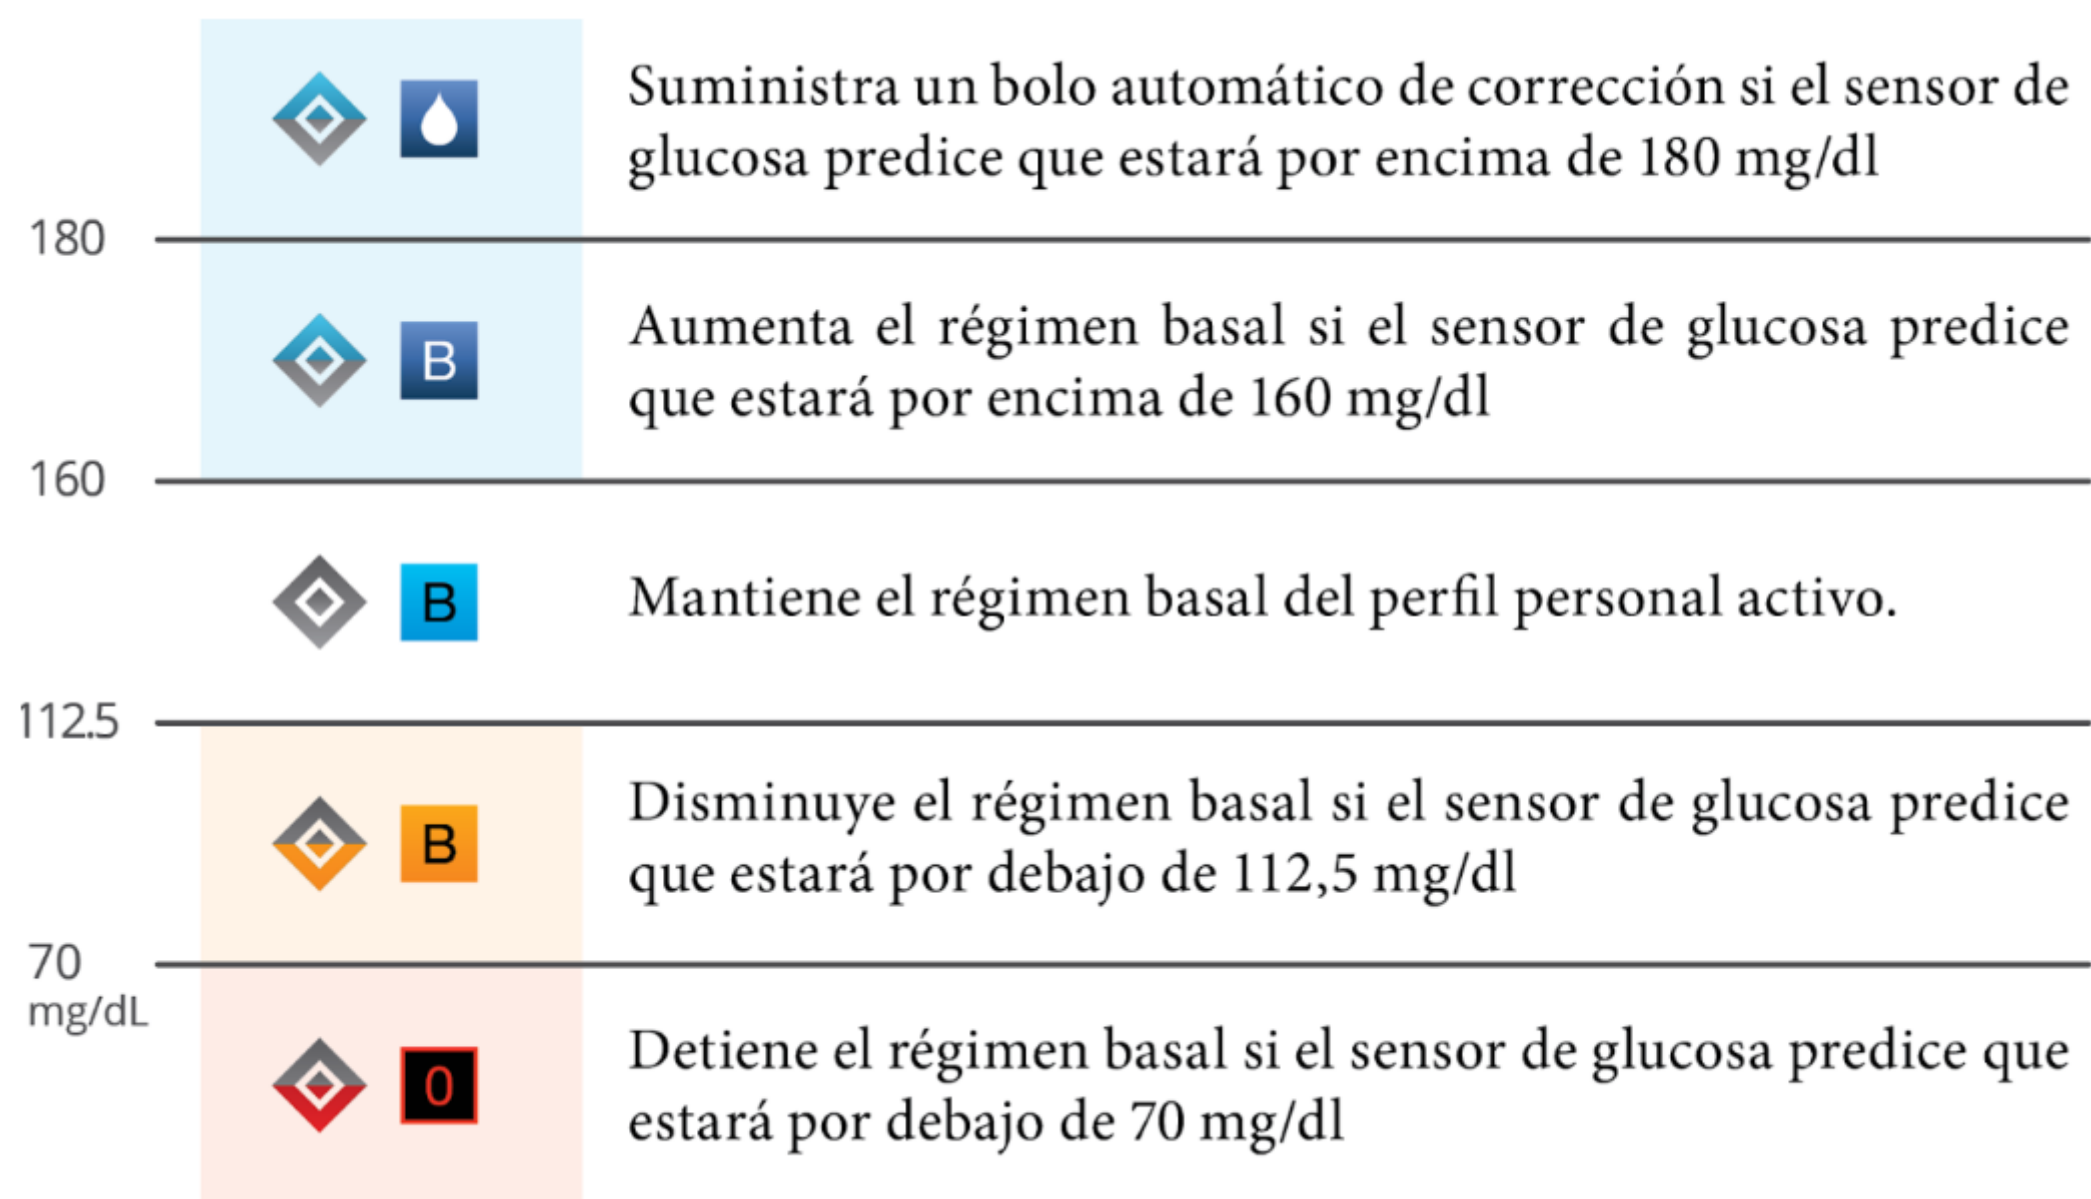 Suministra un bolo automático de corrección si el sensor de
glucosa predice que estará por encima de 180 mg/dl
180
B
Aumenta el régimen basal si el sensor de glucosa predice
que estará por encima de 160 mg/dl
160
B
Mantiene el régimen basal del perfil personal activo.
112.5
B
Disminuye el régimen basal si el sensor de glucosa predice
que estará por debajo de 112,5 mg/dl
70
mg/dL
0
Detiene el régimen basal si el sensor de glucosa predice que
estará por debajo de 70 mg/dl